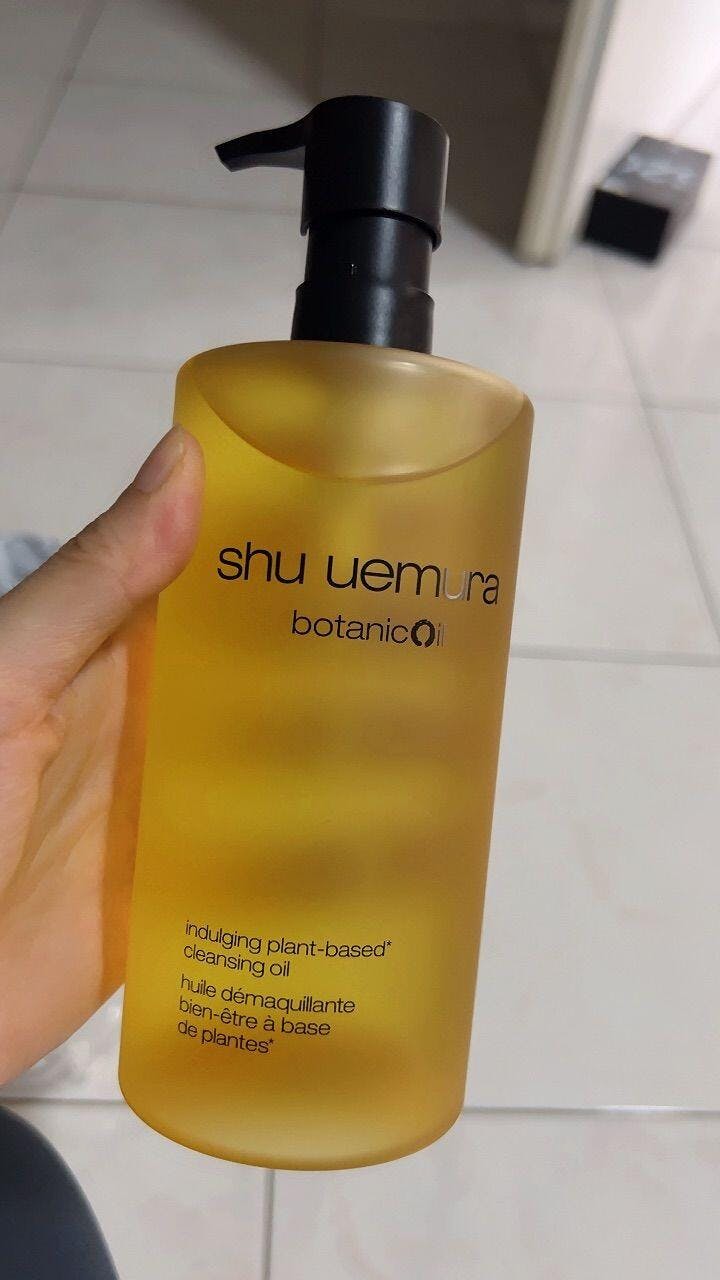 shu uemura
botanicOil
indulging plant-based*
cleansing oil
huile démaquillante
bien-être à base
de plantes*